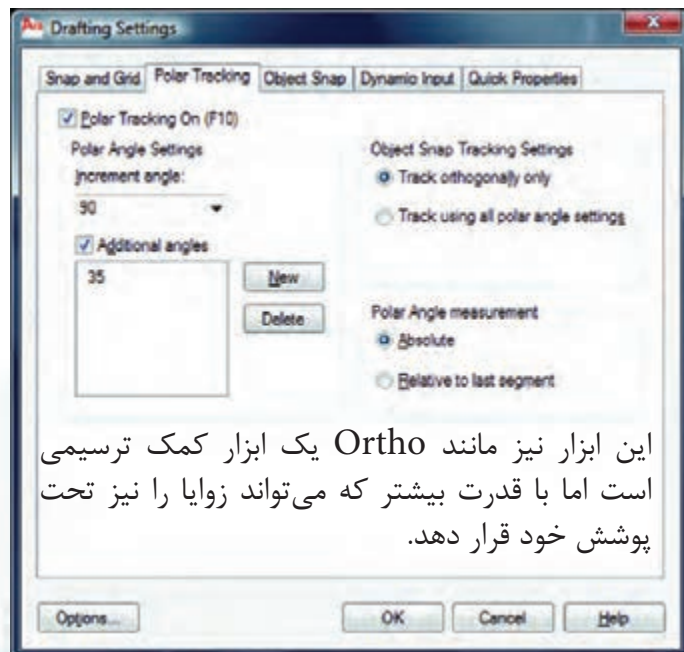 Drafting Settings
Snap and Grid Polar Tracking Object Snap Dynamic Input Quick Properties
Polar Tracking On (F10)
Polar Angle Settings
Increment angle:
90
Additional angles
35
New
Delete
Object Snap Tracking Settings
Track orthogonally only
Track using all polar angle settings
Polar Angle measurement
Absolute
Relative to last segment
این ابزار نیز مانند Ortho یک ابزار کمک ترسیمی
است اما با قدرت بیشتر که می‌تواند زوایا را نیز تحت
پوشش خود قرار دهد.
Options... OK Cancel Help